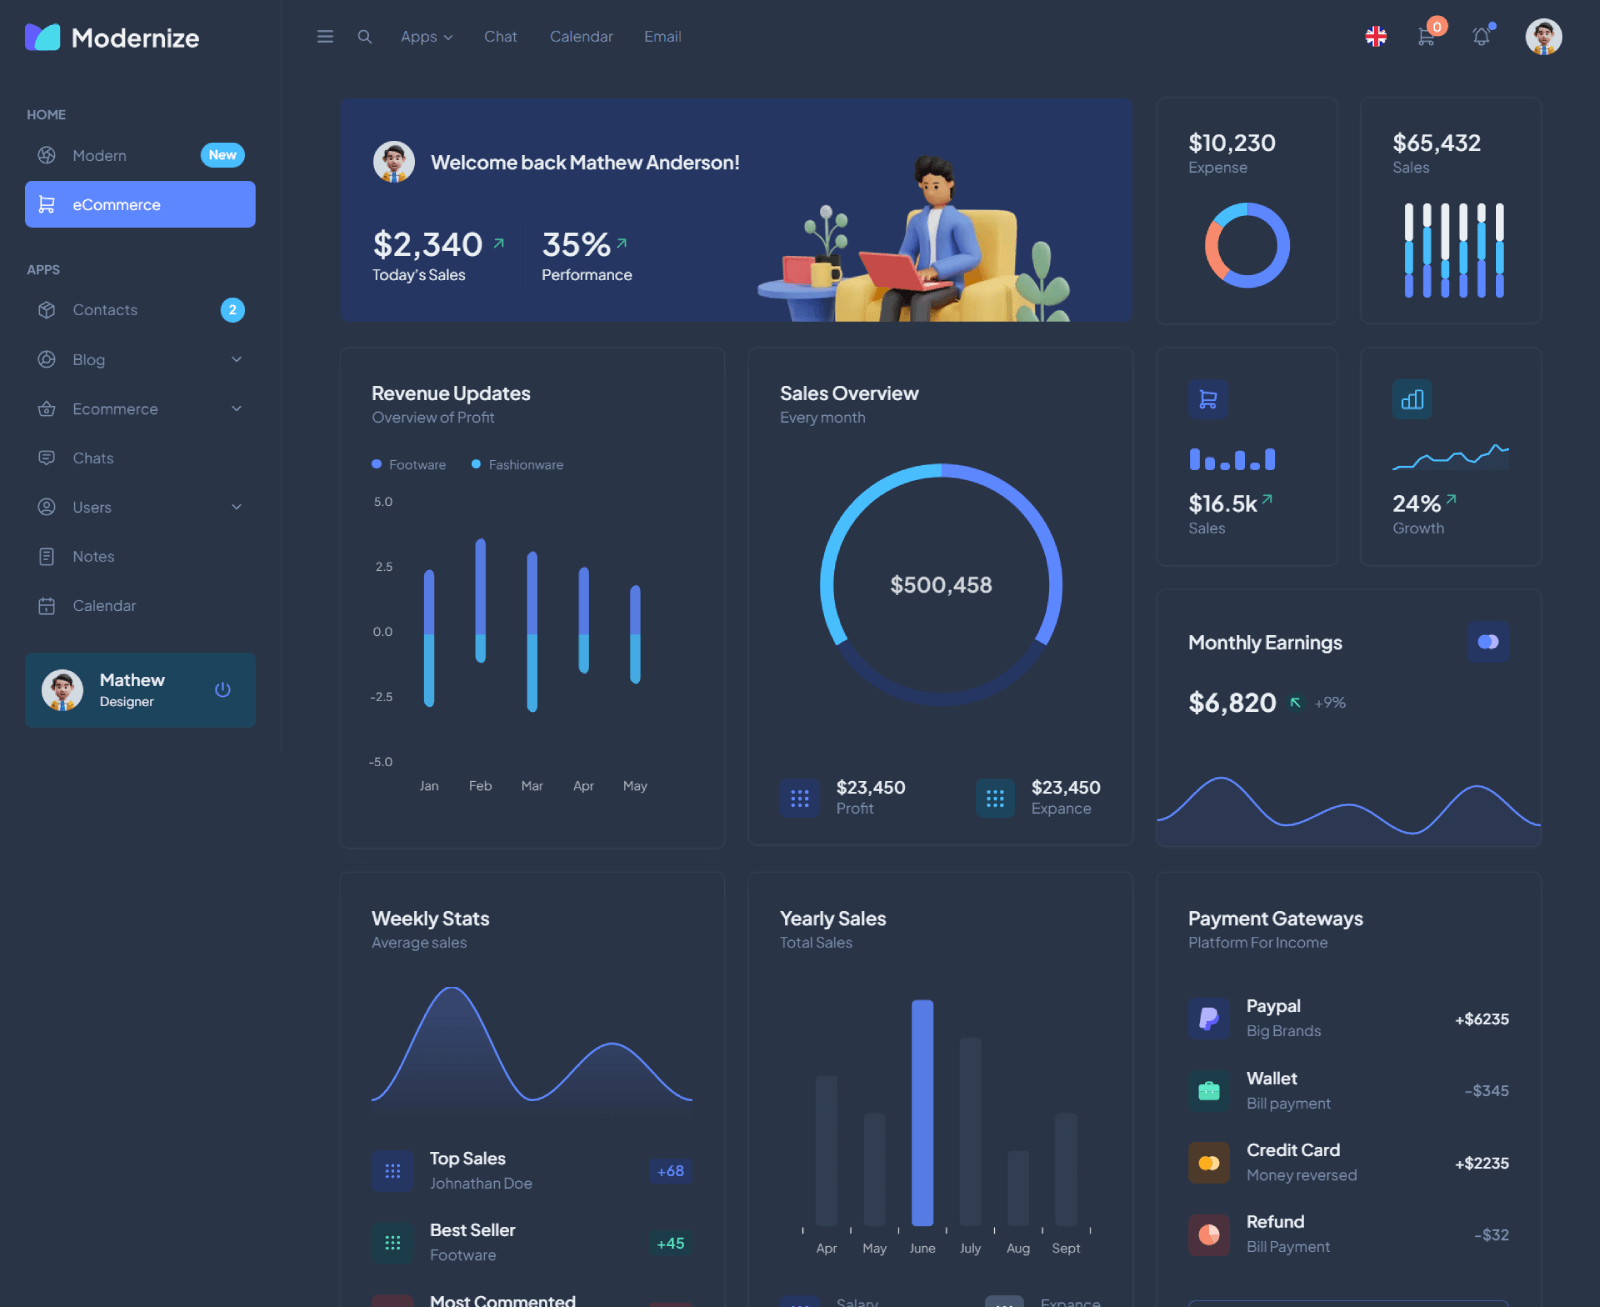 Modernize
Apps
Chat
Calendar
Email
0
HOME
Modern
New
eCommerce
APPS
Contacts
2
Blog
Ecommerce
Chats
Users
Notes
Calendar
Mathew
Designer
Welcome back Mathew Anderson!
$2,340
Today's Sales
35%
Performance
$10,230
Expense
$65,432
Sales
Revenue Updates
Overview of Profit
Footware
Fashionware
5.0
2.5
0.0
-2.5
-5.0
Jan Feb Mar Apr May
Sales Overview
Every month
$500,458
$23,450
Profit
$23,450
Expance
$16.5k
Sales
24%
Growth
Monthly Earnings
$6,820 +9%
Weekly Stats
Average sales
Top Sales
Johnathan Doe
+68
Best Seller
Footware
+45
Most Commented
Yearly Sales
Total Sales
Apr May June July Aug Sept
Salary
Expance
Payment Gateways
Platform For Income
Paypal
Big Brands
+$6235
Wallet
Bill payment
-$345
Credit Card
Money reversed
+$2235
Refund
Bill Payment
-$32